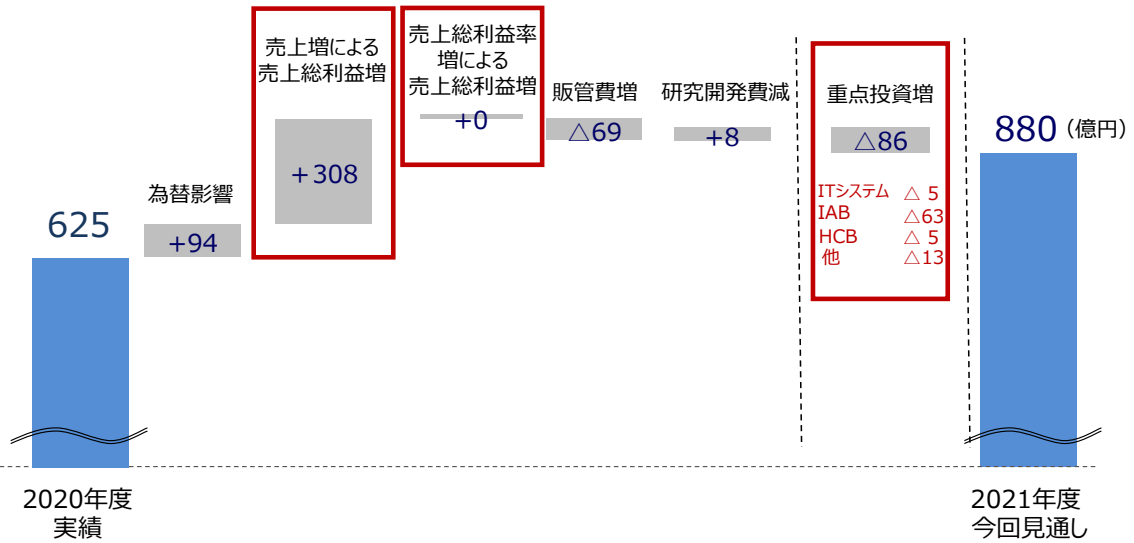 625
為替影響
+94
売上増による
売上総利益増
+308
売上総利益率
増による
売上総利益増
+0
販管費増
△69
研究開発費減
+8
重点投資増
△86
ITシステム △ 5
IAB △63
HCB △ 5
他 △13
880 (億円)
2020年度
実績
2021年度
今回見通し